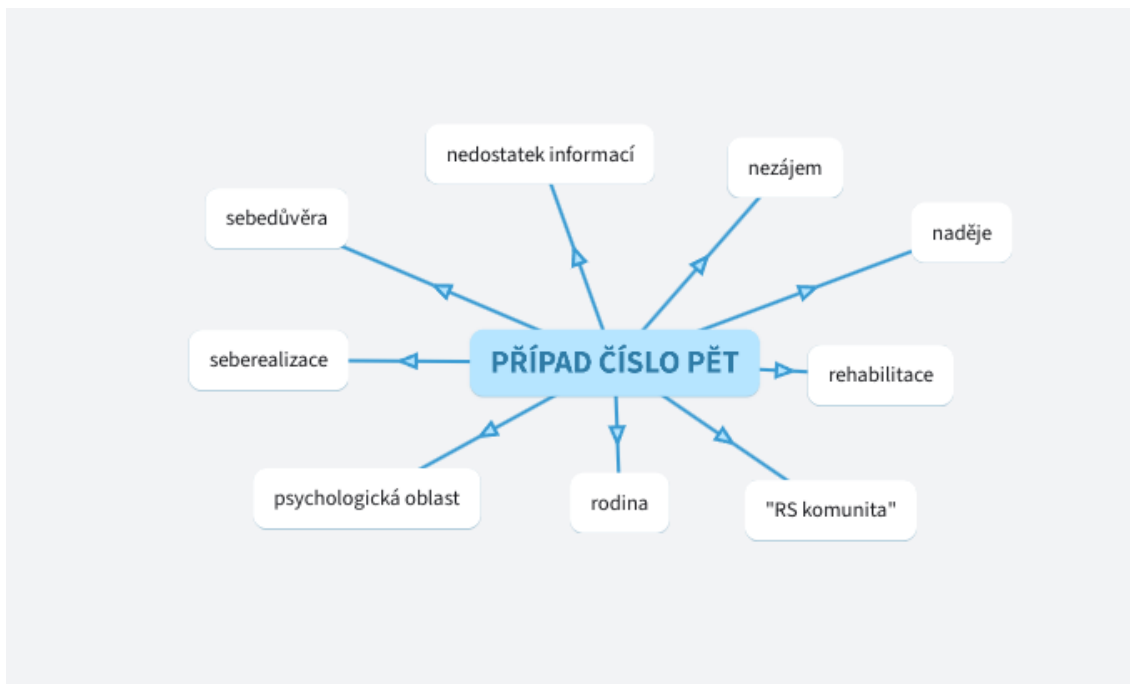 nedostatek informací
nezájem
sebedůvěra
naděje
seberealizace
PŘÍPAD ČÍSLO PĚT
rehabilitace
psychologická oblast
rodina
"RS komunita"